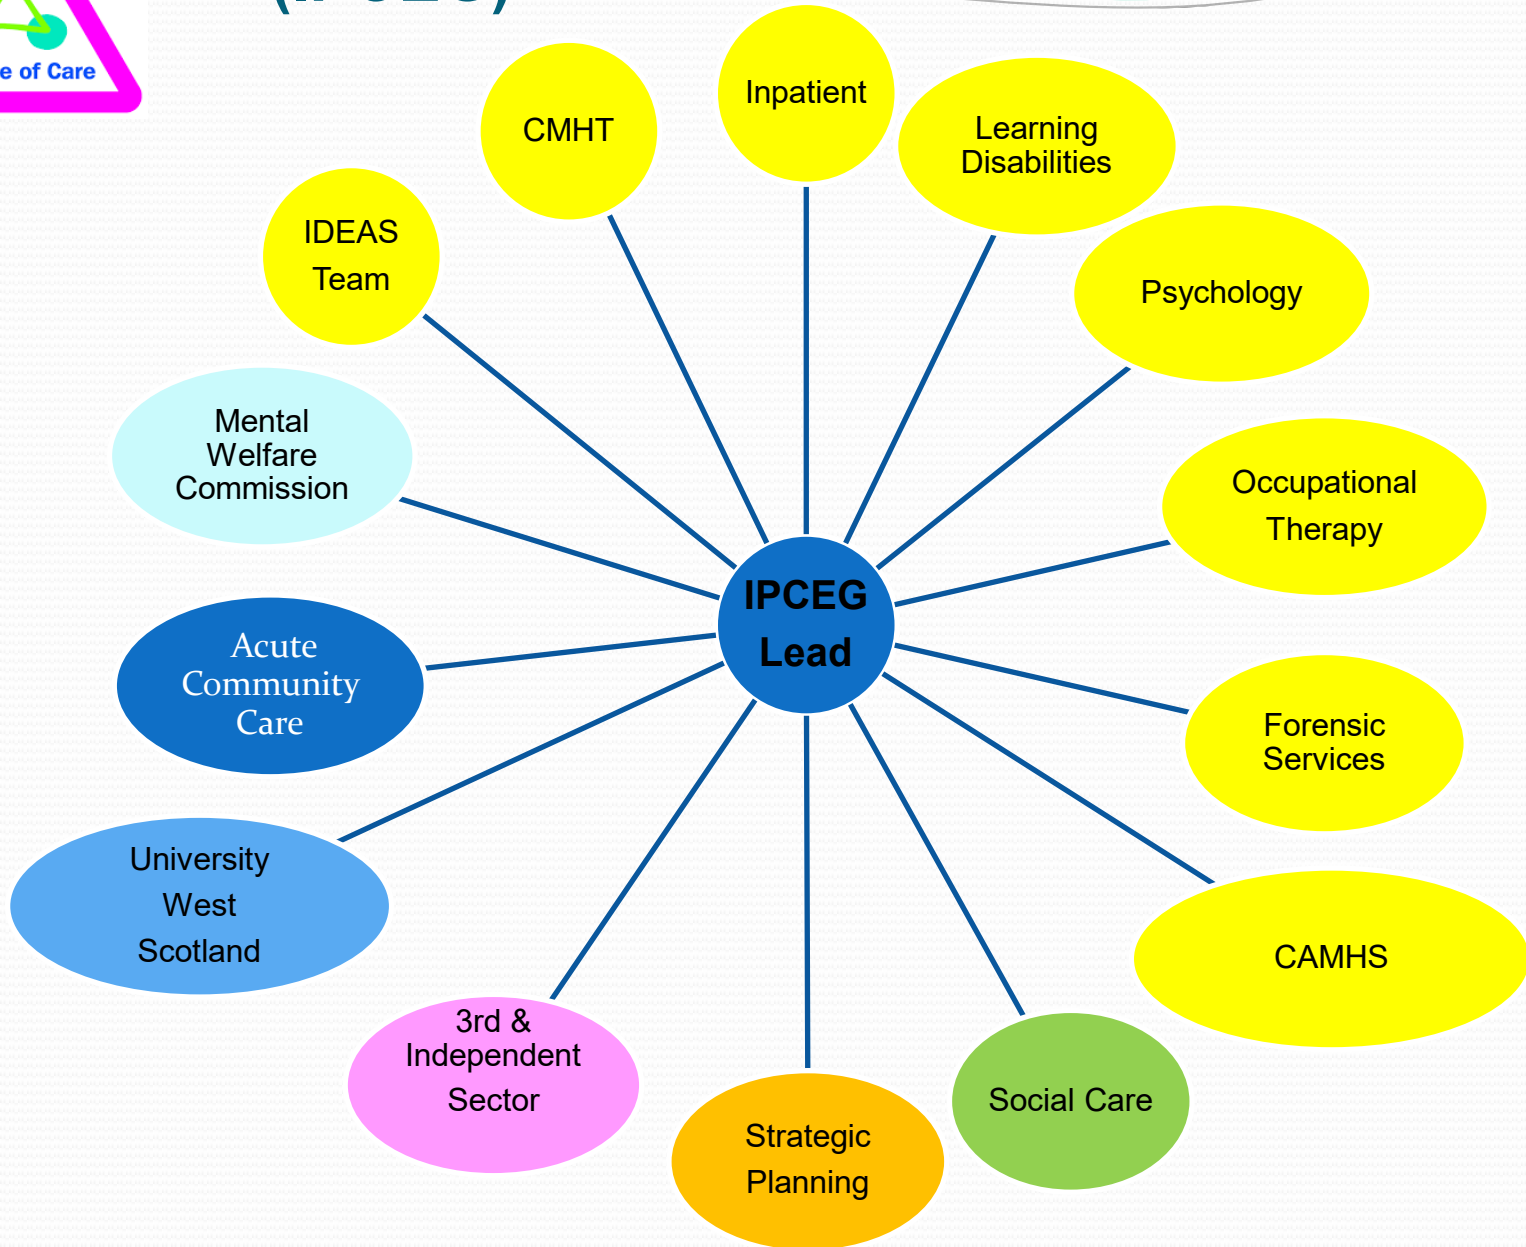 of Care
CMHT
Inpatient
Learning
Disabilities
IDEAS
Team
Psychology
Mental
Welfare
Commission
Occupational
Therapy
IPCEG
Lead
Acute
Community
Care
Forensic
Services
University
West
Scotland
CAMHS
3rd &
Independent
Sector
Social Care
Strategic
Planning